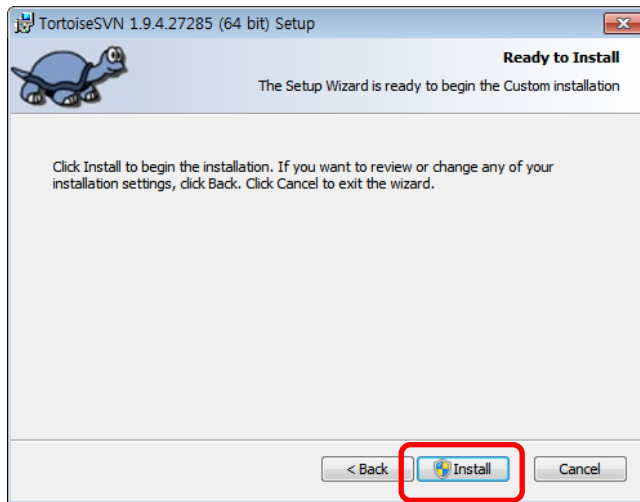 TortoiseSVN 1.9.4.27285 (64 bit) Setup
Ready to Install
The Setup Wizard is ready to begin the Custom installation
Click Install to begin the installation. If you want to review or change any of your
installation settings, click Back. Click Cancel to exit the wizard.
< Back Install Cancel